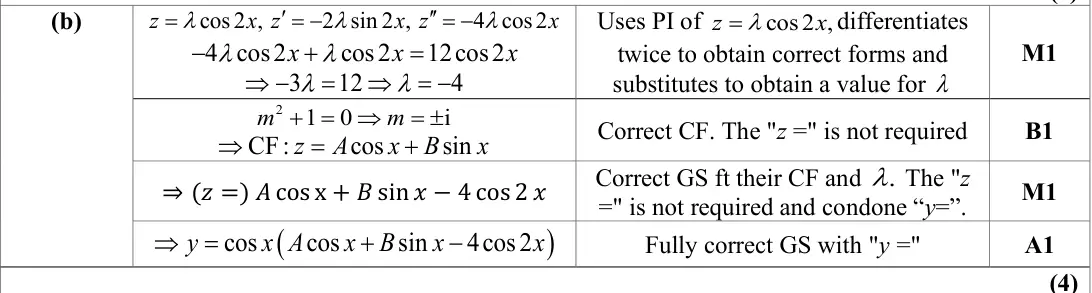 (b)
z = λ cos 2x, z′ = −2λ sin 2x, z″ = −4λ cos 2x
−4λ cos 2x + λ cos 2x = 12 cos 2x
⇒ −3λ = 12 ⇒ λ = −4
Uses PI of z = λ cos 2x, differentiates
twice to obtain correct forms and
substitutes to obtain a value for λ
M1
m² + 1 = 0 ⇒ m = ±i
⇒ CF : z = A cos x + B sin x
Correct CF. The "z =" is not required
B1
⇒ (z =) A cos x + B sin x − 4 cos 2 x
Correct GS ft their CF and λ. The "z
=" is not required and condone “y=”.
M1
⇒ y = cos x (A cos x + B sin x − 4 cos 2x)
Fully correct GS with "y ="
A1
(4)